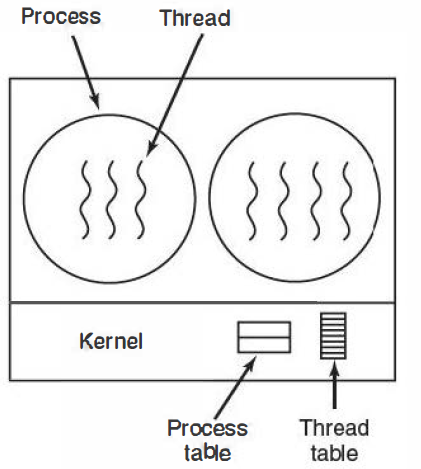 Process
Thread
Kernel
Process
table
Thread
table